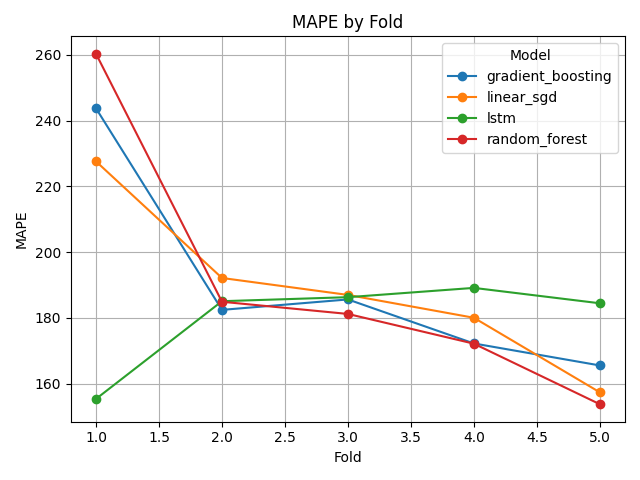 MAPE by Fold
Model
gradient_boosting
linear_sgd
lstm
random_forest
MAPE
260
240
220
200
180
160
1.0 1.5 2.0 2.5 3.0 3.5 4.0 4.5 5.0
Fold